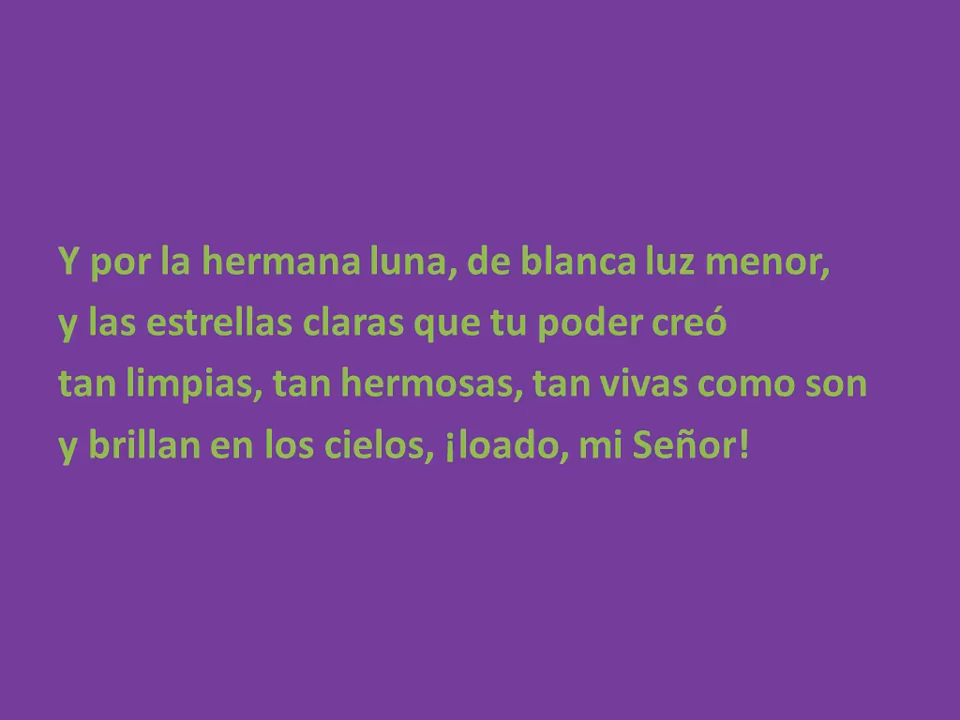 Y por la hermana luna, de blanca luz menor,
y las estrellas claras que tu poder creó
tan limpias, tan hermosas, tan vivas como son
y brillan en los cielos, ¡loado, mi Señor!